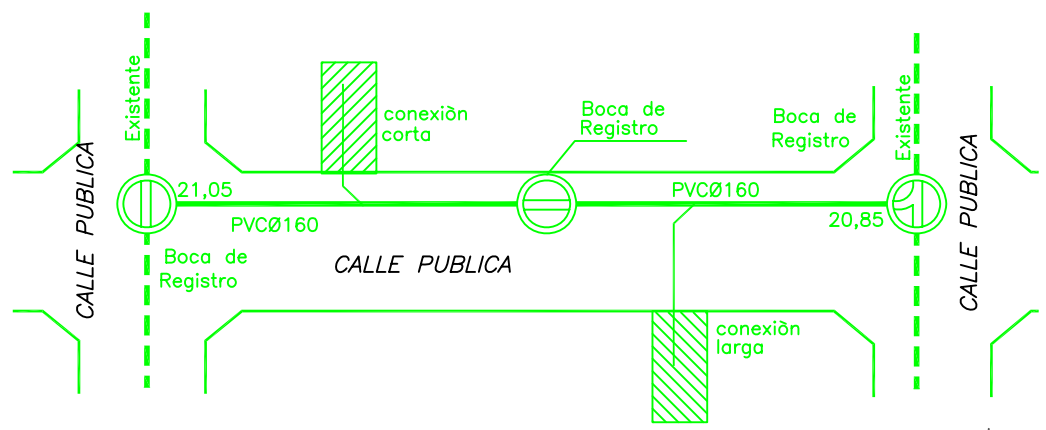 Existente
CALLE PUBLICA
21,05
PVCØ160
Boca de
Registro
conexiòn
corta
CALLE PUBLICA
Boca de
Registro
PVCØ160
conexiòn
larga
Boca de
Registro
20,85
Existente
CALLE PUBLICA